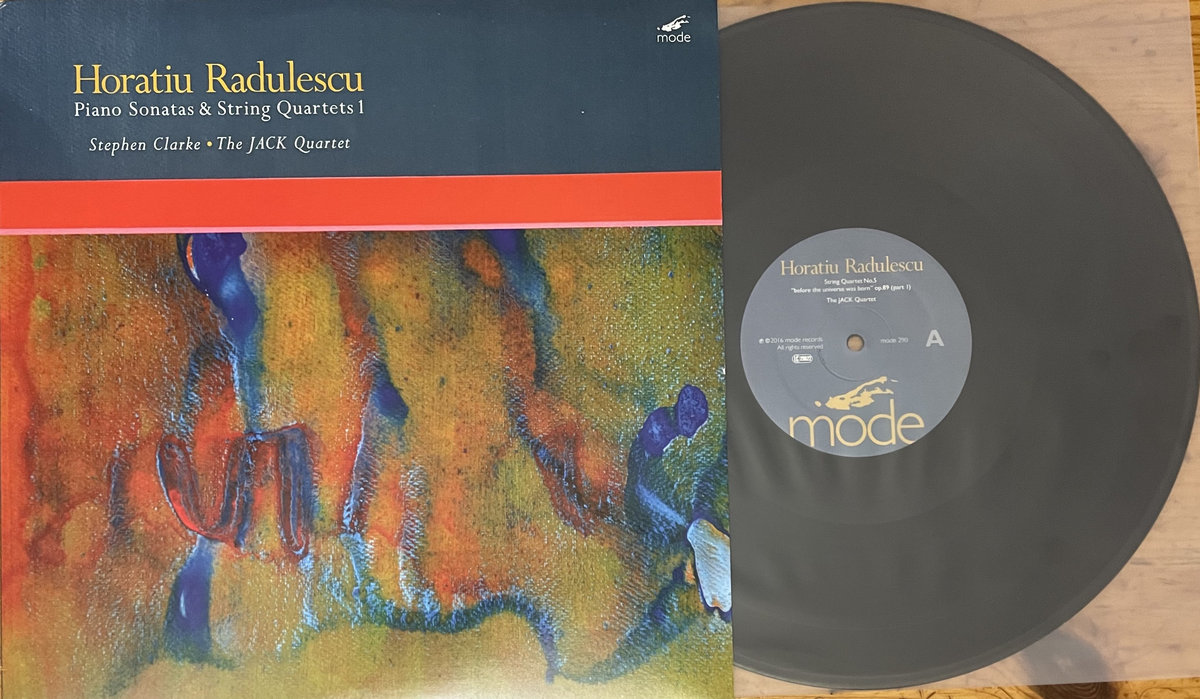 mode
Horatiu Radulescu
Piano Sonatas & String Quartets 1
Stephen Clarke • The JACK Quartet
Horatiu Radulescu
String Quartet No.5
"before the universe was born" op.89 (part 1)
The JACK Quartet
℗ © 2016 mode records
All rights reserved
mode 290
A
mode